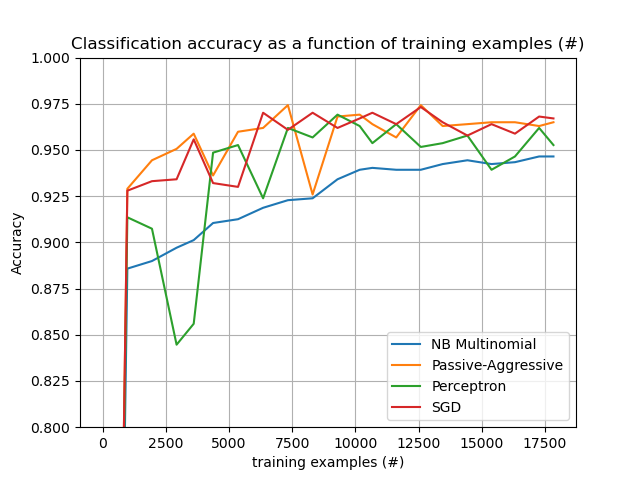 Classification accuracy as a function of training examples (#)
1.000
0.975
0.950
0.925
0.900
0.875
0.850
0.825
0.800
Accuracy
NB Multinomial
Passive-Aggressive
Perceptron
SGD
0 2500 5000 7500 10000 12500 15000 17500
training examples (#)